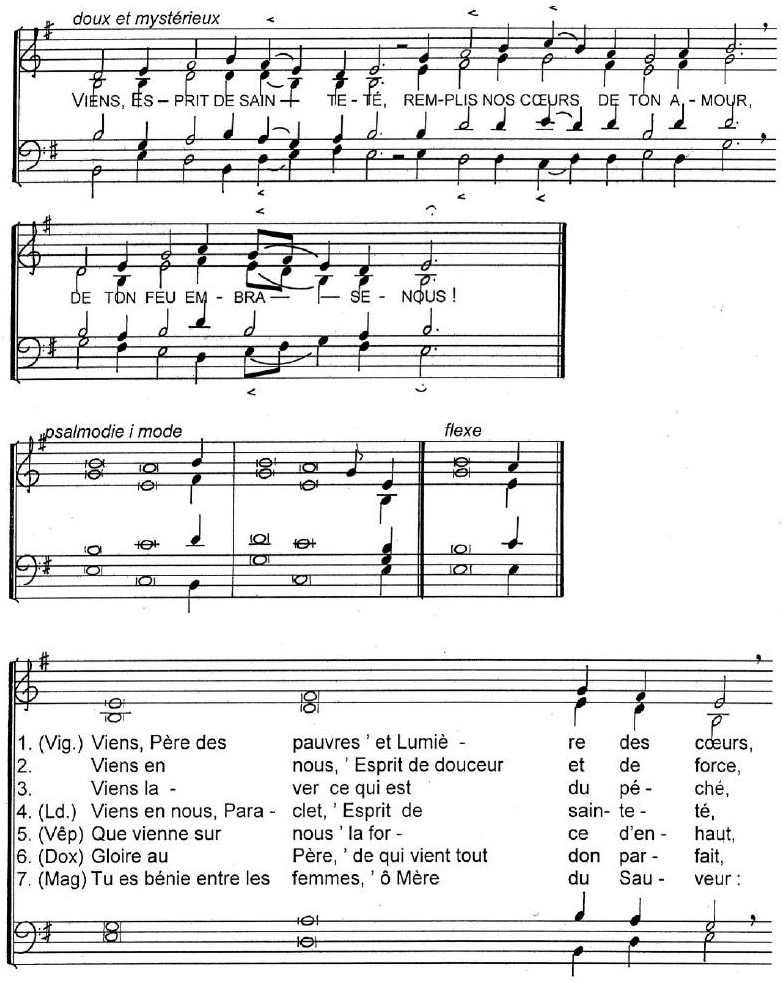 doux et mystérieux
VIENS, ES – PRIT DE SAIN – TE - TÉ, REM-PLIS NOS CŒURS DE TON A, - MOUR,
DE TON FEU EM - BRA — — SE - NOUS !
psalmodie i mode flexe
1. (Vig.) Viens, Père des pauvres ' et Lumiè - re des cœurs,
2. Viens en nous, ' Esprit de douceur et de force,
3. Viens la - ver ce qui est du pé - ché,
4. (Ld.) Viens en nous, Para - clet, ' Esprit de sain- te - té,
5. (Vêp) Que vienne sur nous ' la for - ce d'en - haut,
6. (Dox) Gloire au Père, ' de qui vient tout don par - fait,
7. (Mag) Tu es bénie entre les femmes, ' ô Mère du Sau - veur :